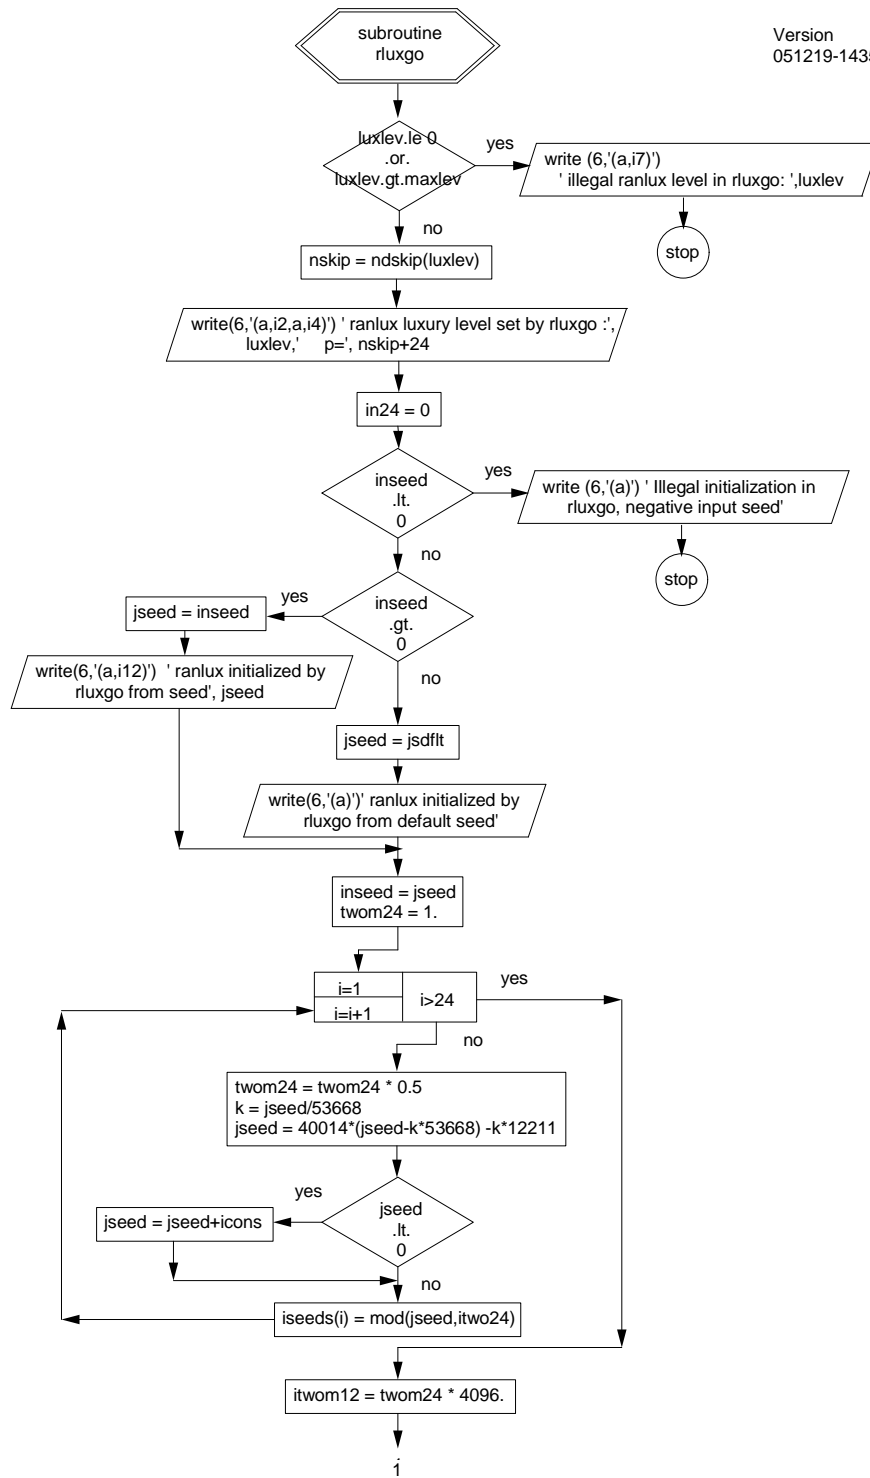 subroutine
rluxgo
Version
051219-1435
luxlev.le 0
.or.
luxlev.gt.maxlev
yes
write (6,'(a,i7)')
' illegal ranlux level in rluxgo: ',luxlev
no
stop
nskip = ndskip(luxlev)
write(6,'(a,i2,a,i4)') ' ranlux luxury level set by rluxgo :',
luxlev,' p=', nskip+24
in24 = 0
inseed
.lt.
0
yes
write (6,'(a)') ' Illegal initialization in
rluxgo, negative input seed'
no
stop
inseed
.gt.
0
yes
jseed = inseed
write(6,'(a,i12)') ' ranlux initialized by
rluxgo from seed', jseed
no
jseed = jsdflt
write(6,'(a)')' ranlux initialized by
rluxgo from default seed'
inseed = jseed
twom24 = 1.
i=1
i=i+1
i>24
yes
no
twom24 = twom24 * 0.5
k = jseed/53668
jseed = 40014*(jseed-k*53668) -k*12211
jseed
.lt.
0
yes
jseed = jseed+icons
no
iseeds(i) = mod(jseed,itwo24)
itwom12 = twom24 * 4096.
1